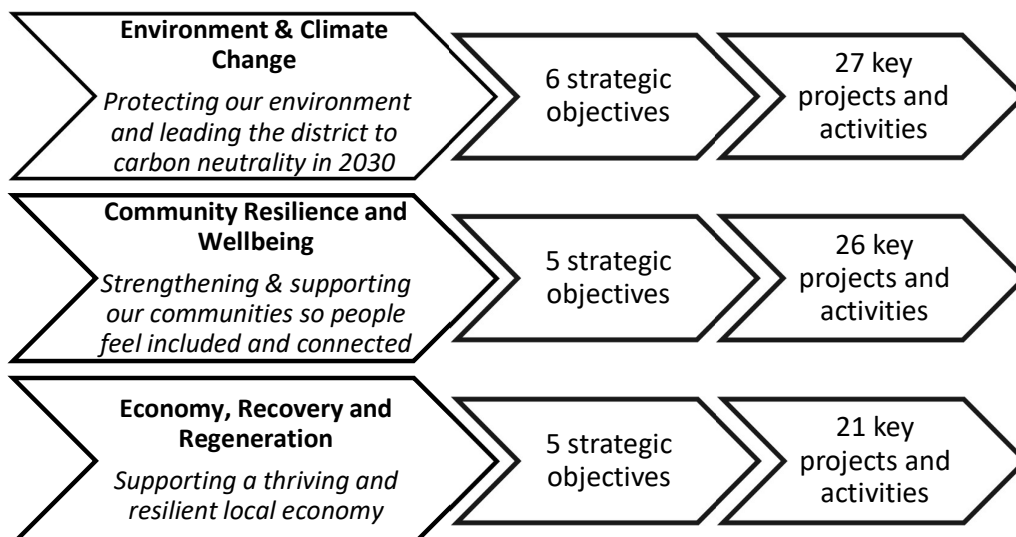 Environment & Climate
Change
Protecting our environment
and leading the district to
carbon neutrality in 2030
6 strategic
objectives
27 key
projects and
activities
Community Resilience and
Wellbeing
Strengthening & supporting
our communities so people
feel included and connected
5 strategic
objectives
26 key
projects and
activities
Economy, Recovery and
Regeneration
Supporting a thriving and
resilient local economy
5 strategic
objectives
21 key
projects and
activities